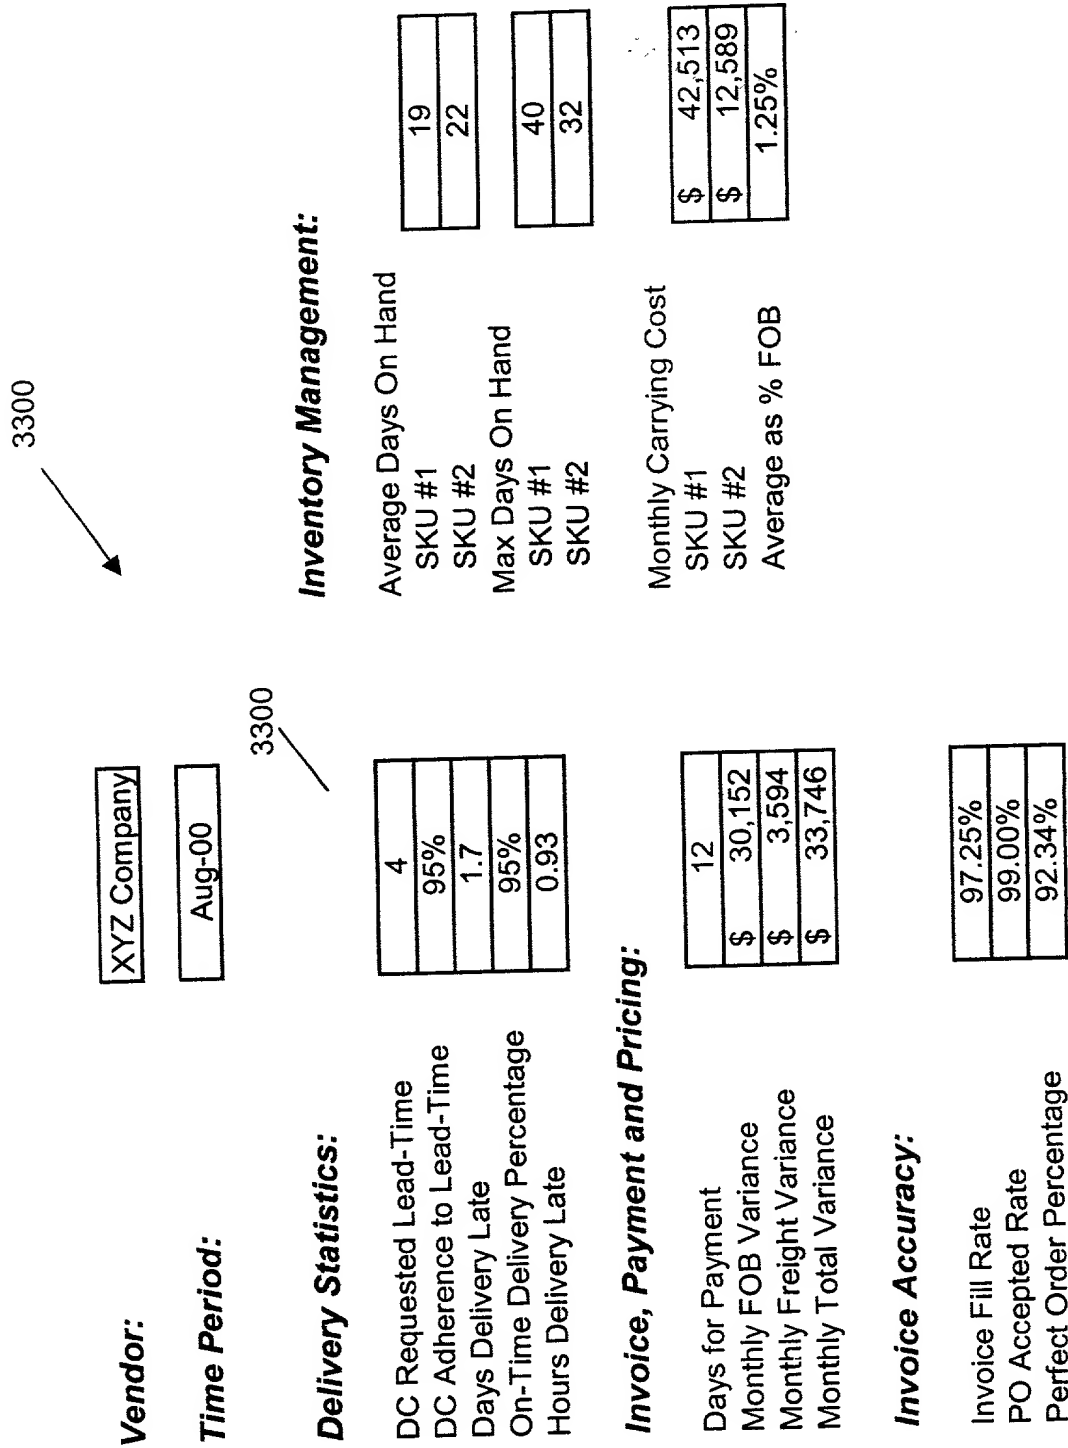 3300
Vendor: XYZ Company
Time Period: Aug-00
3300
Delivery Statistics:
DC Requested Lead-Time 4
DC Adherence to Lead-Time 95%
Days Delivery Late 1.7
On-Time Delivery Percentage 95%
Hours Delivery Late 0.93
Invoice, Payment and Pricing:
Days for Payment 12
Monthly FOB Variance $ 30,152
Monthly Freight Variance $ 3,594
Monthly Total Variance $ 33,746
Invoice Accuracy:
Invoice Fill Rate 97.25%
PO Accepted Rate 99.00%
Perfect Order Percentage 92.34%
Inventory Management:
Average Days On Hand
SKU #1 19
SKU #2 22
Max Days On Hand
SKU #1 40
SKU #2 32
Monthly Carrying Cost
SKU #1 $ 42,513
SKU #2 $ 12,589
Average as % FOB 1.25%